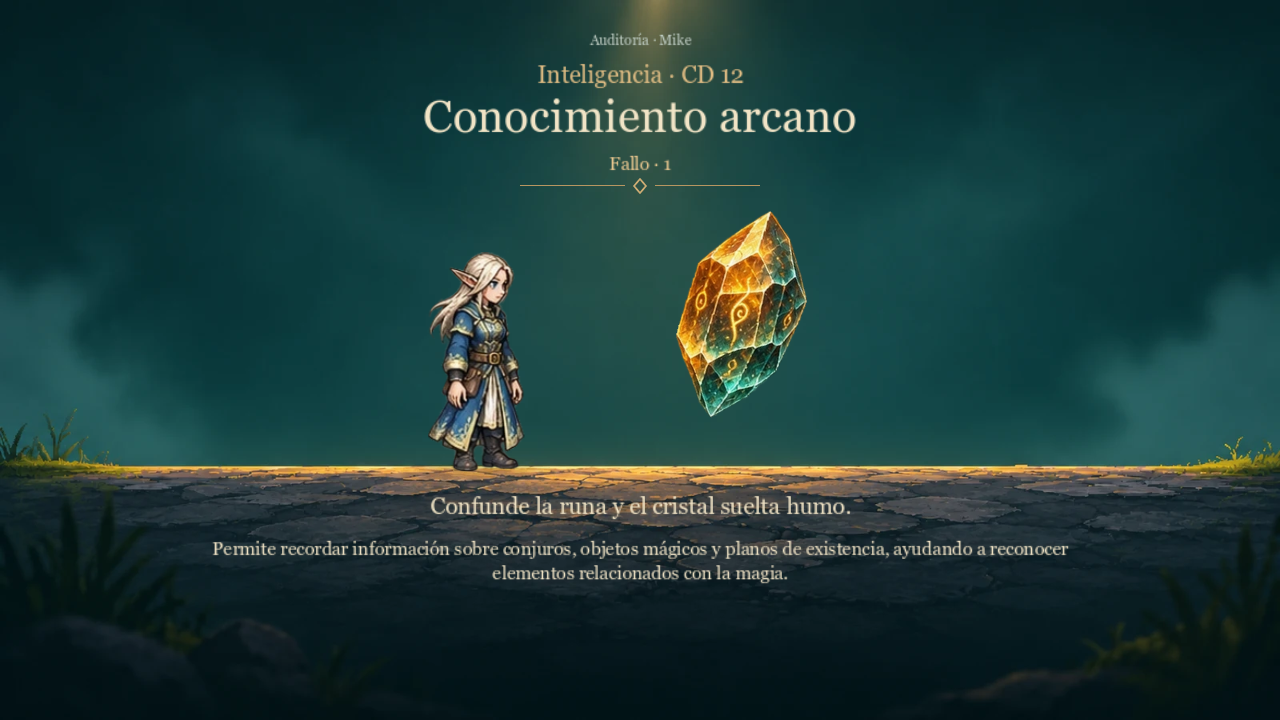 Auditoría · Mike
Inteligencia · CD 12
Conocimiento arcano
Fallo · 1
Confunde la runa y el cristal suelta humo.
Permite recordar información sobre conjuros, objetos mágicos y planos de existencia, ayudando a reconocer
elementos relacionados con la magia.